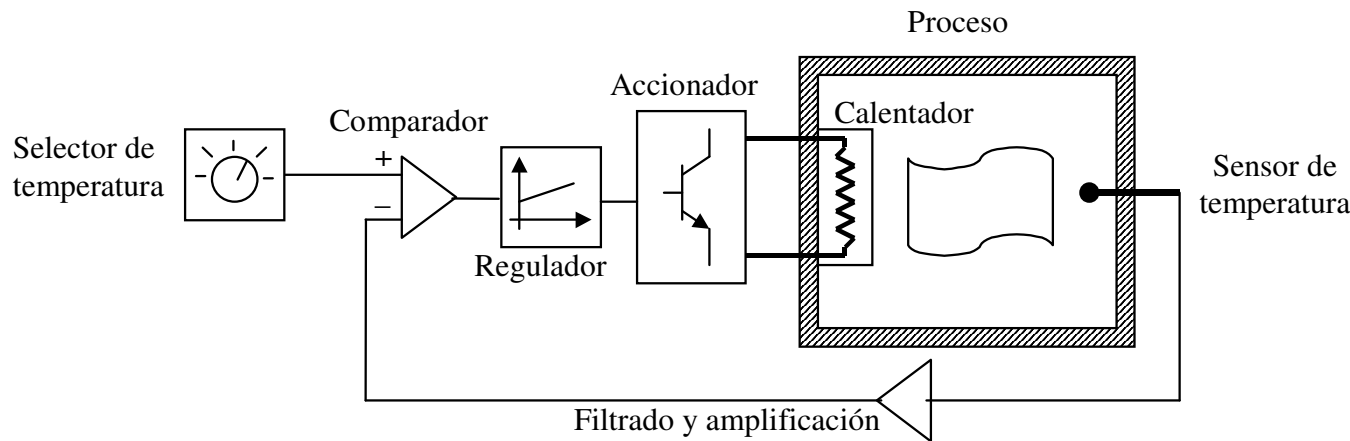 Proceso
Accionador
Calentador
Comparador
Selector de
temperatura
+
−
Regulador
Sensor de
temperatura
Filtrado y amplificación